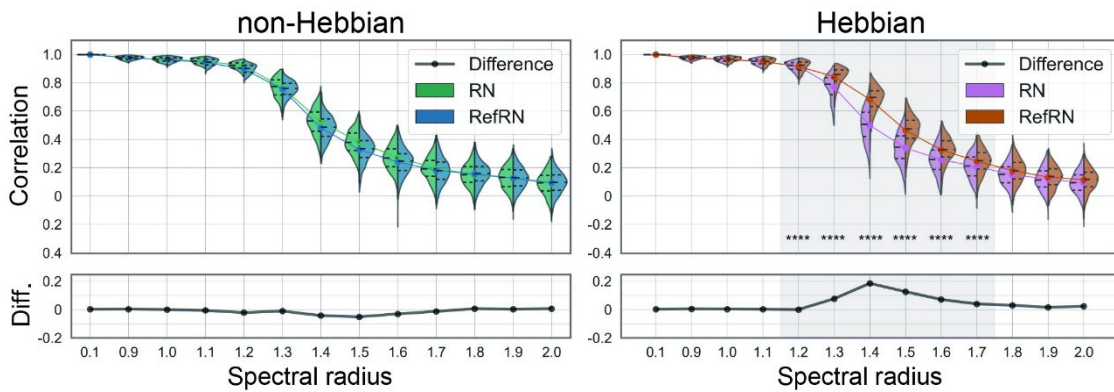 non-Hebbian
Hebbian
Correlation
1.0
0.8
0.6
0.4
0.2
0
0.2
0.4
Difference
RN
RefRN
1.0
0.8
0.6
0.4
0.2
0
-0.2
-0.4
Difference
RN
RefRN
**** **** **** **** **** ****
Diff.
0.2
0
-0.2
0.1 0.9 1.0 1.1 1.2 1.3 1.4 1.5 1.6 1.7 1.8 1.9 2.0
Spectral radius
0.2
0
-0.2
0.1 0.9 1.0 1.1 1.2 1.3 1.4 1.5 1.6 1.7 1.8 1.9 2.0
Spectral radius